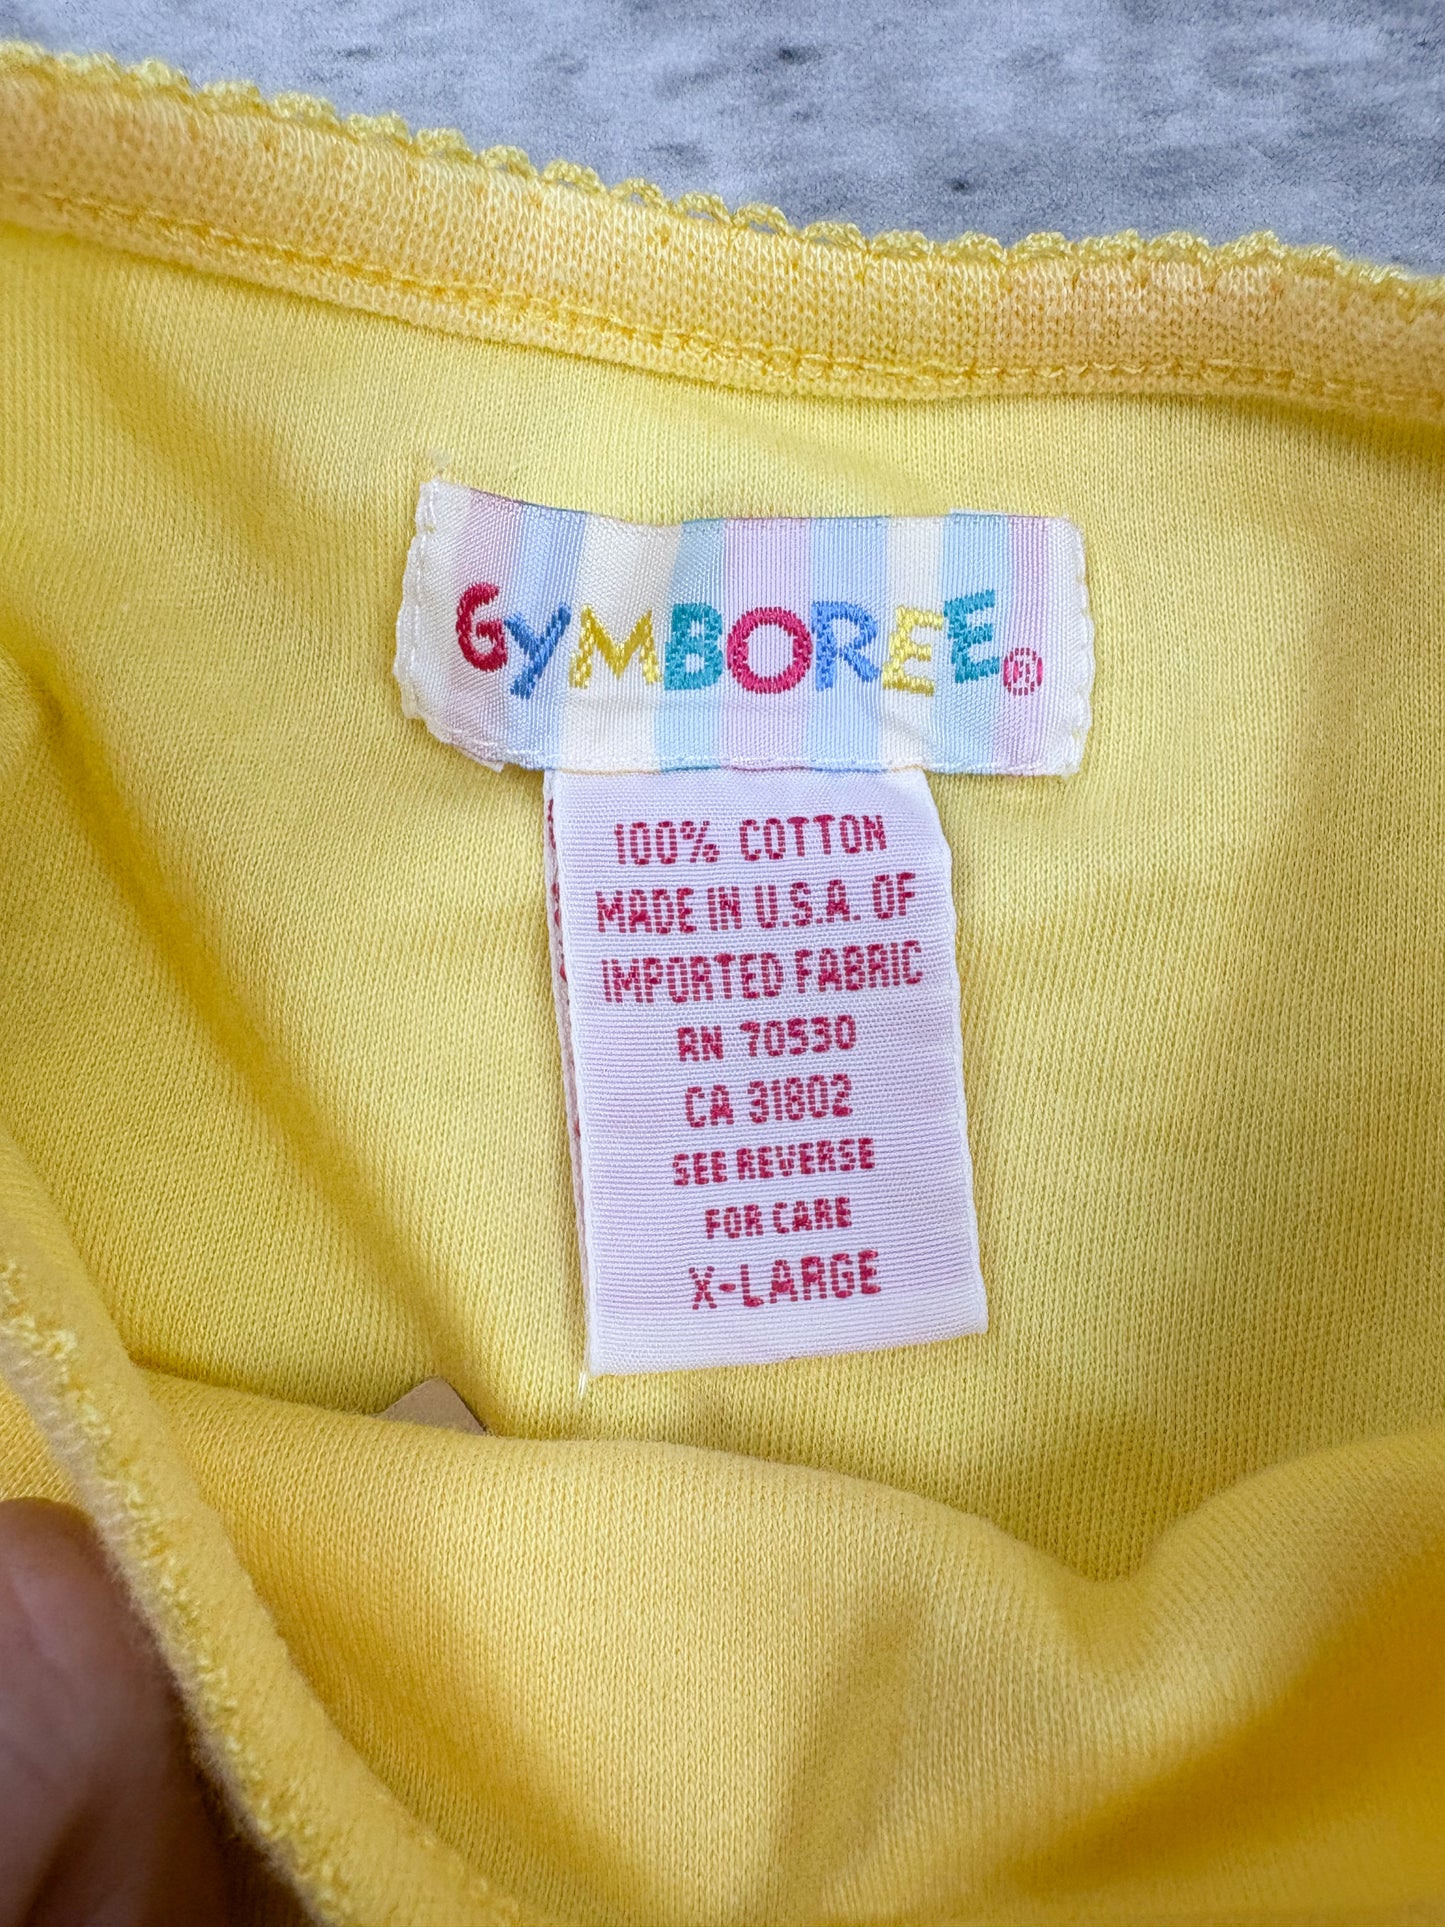 GYMBOREE®
100% COTTON
MADE IN U.S.A. OF
IMPORTED FABRIC
RN 70530
CA 31802
SEE REVERSE
FOR CARE
X-LARGE